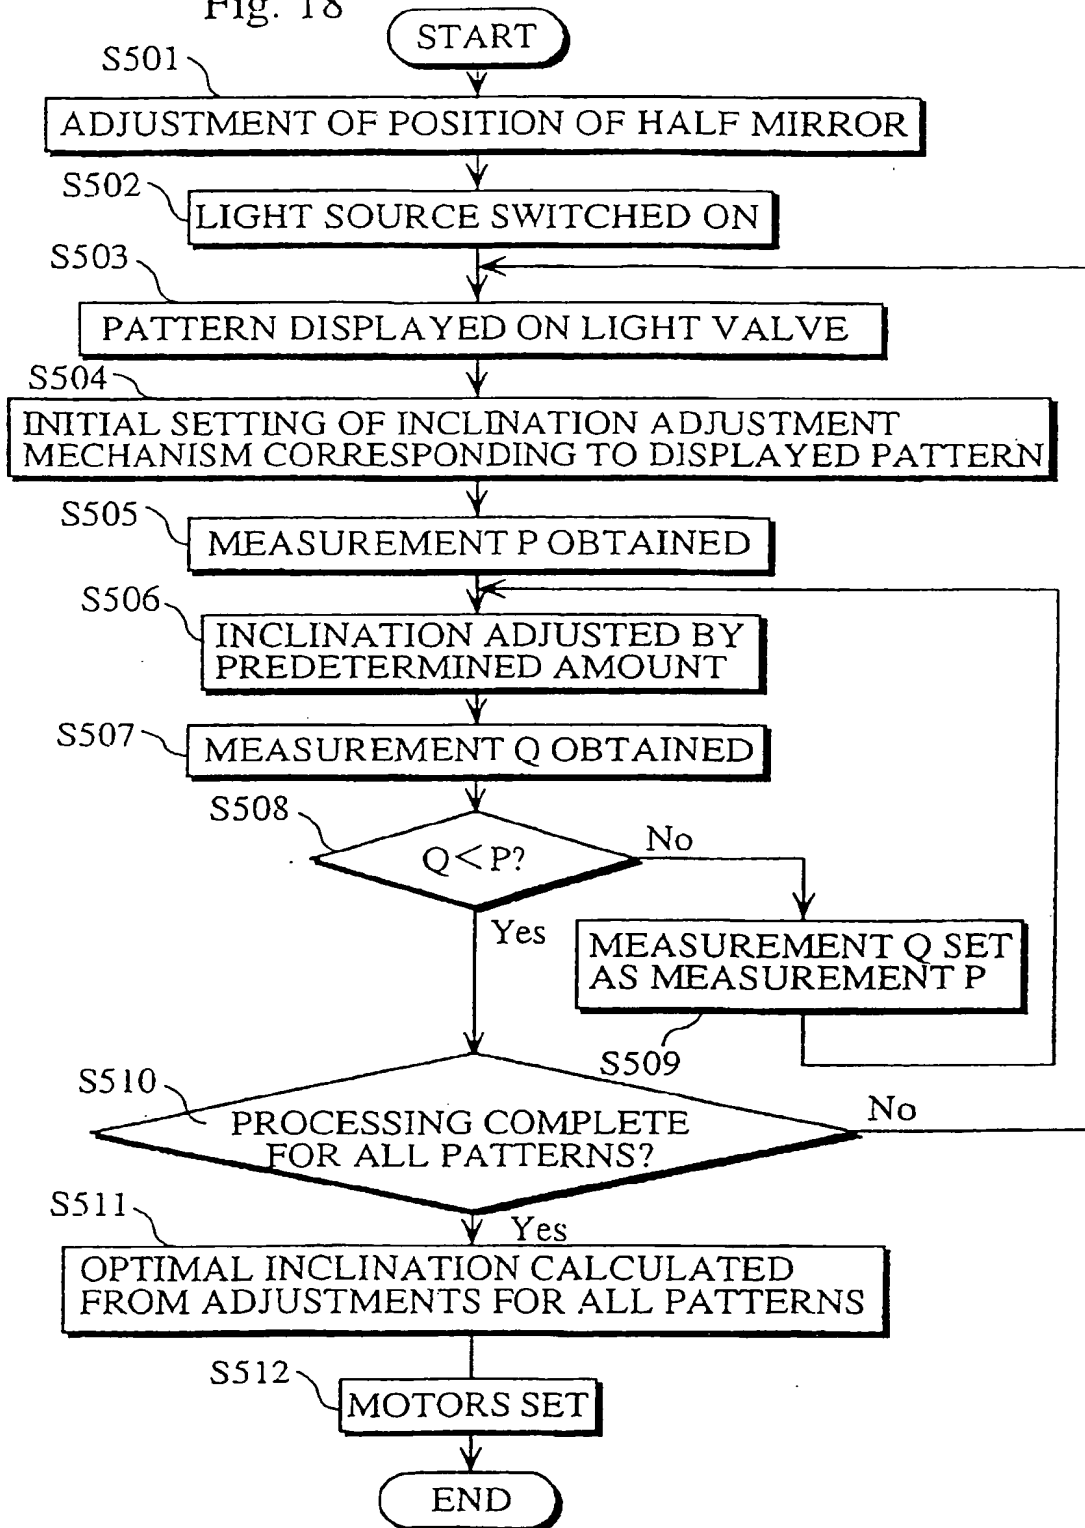 Fig. 18
START
S501
ADJUSTMENT OF POSITION OF HALF MIRROR
S502
LIGHT SOURCE SWITCHED ON
S503
PATTERN DISPLAYED ON LIGHT VALVE
S504
INITIAL SETTING OF INCLINATION ADJUSTMENT
MECHANISM CORRESPONDING TO DISPLAYED PATTERN
S505
MEASUREMENT P OBTAINED
S506
INCLINATION ADJUSTED BY
PREDETERMINED AMOUNT
S507
MEASUREMENT Q OBTAINED
S508
Q<P?
No
Yes
MEASUREMENT Q SET
AS MEASUREMENT P
S509
S510
PROCESSING COMPLETE
FOR ALL PATTERNS?
No
Yes
S511
OPTIMAL INCLINATION CALCULATED
FROM ADJUSTMENTS FOR ALL PATTERNS
S512
MOTORS SET
END